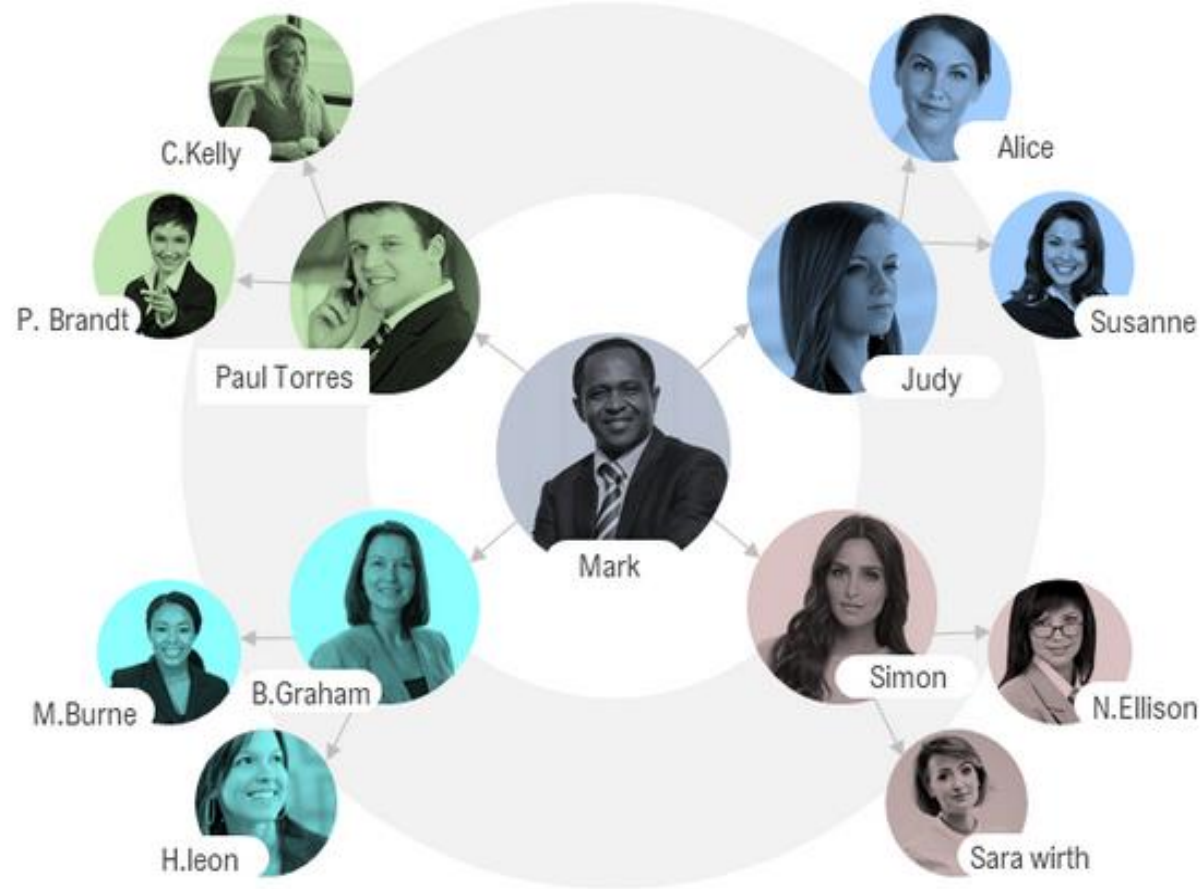 C.Kelly
Alice
P. Brandt
Susanne
Paul Torres
Judy
Mark
M.Burne
B.Graham
Simon
N.Ellison
H.leon
Sara wirth